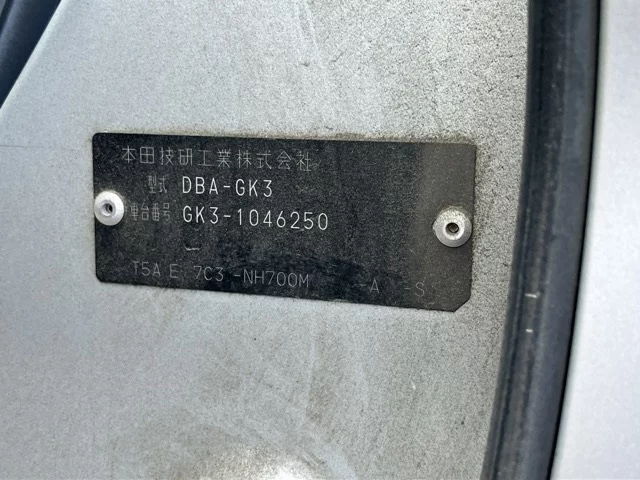 本田技研工業株式会社
型式 DBA-GK3
車台番号 GK3-1046250
T5A E 7C3 -NH700M -A -S